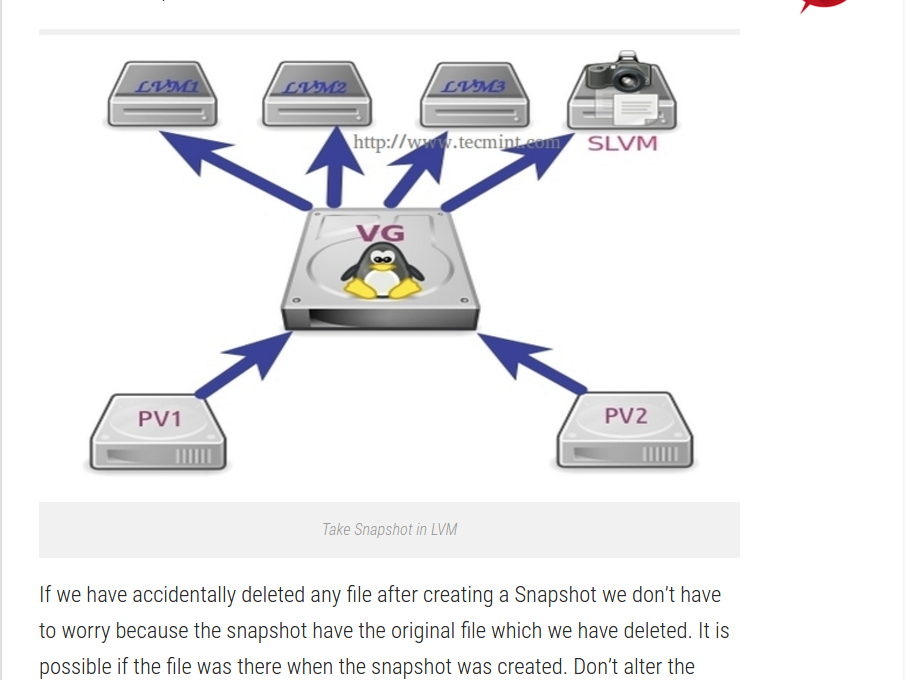 LVM1 LVM2 LVM3
http://www.tecmint.com
SLVM
VG
PV1 PV2
Take Snapshot in LVM
If we have accidentally deleted any file after creating a Snapshot we don’t have
to worry because the snapshot have the original file which we have deleted. It is
possible if the file was there when the snapshot was created. Don’t alter the